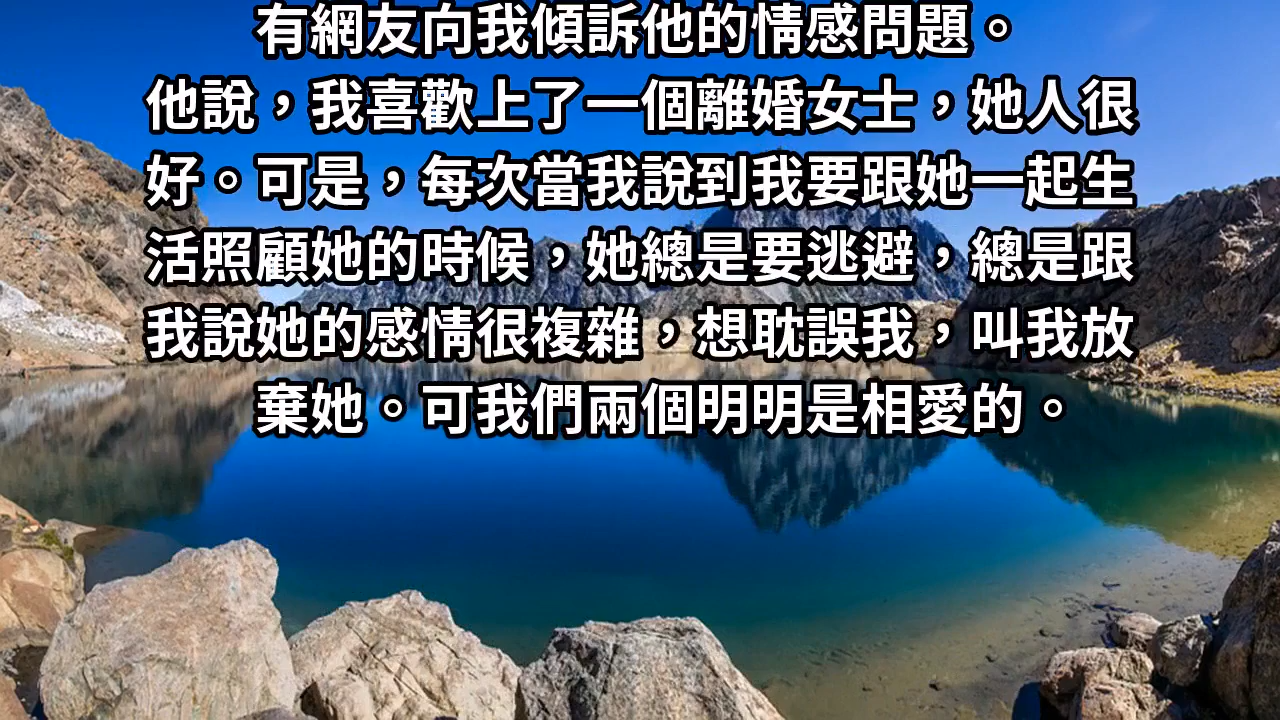 有網友向我傾訴他的情感問題。
他說，我喜歡上了一個離婚女士，她人很
好。可是，每次當我說到我要跟她一起生
活照顧她的時候，她總是要逃避，總是跟
我說她的感情很複雜，想耽誤我，叫我放
棄她。可我們兩個明明是相愛的。